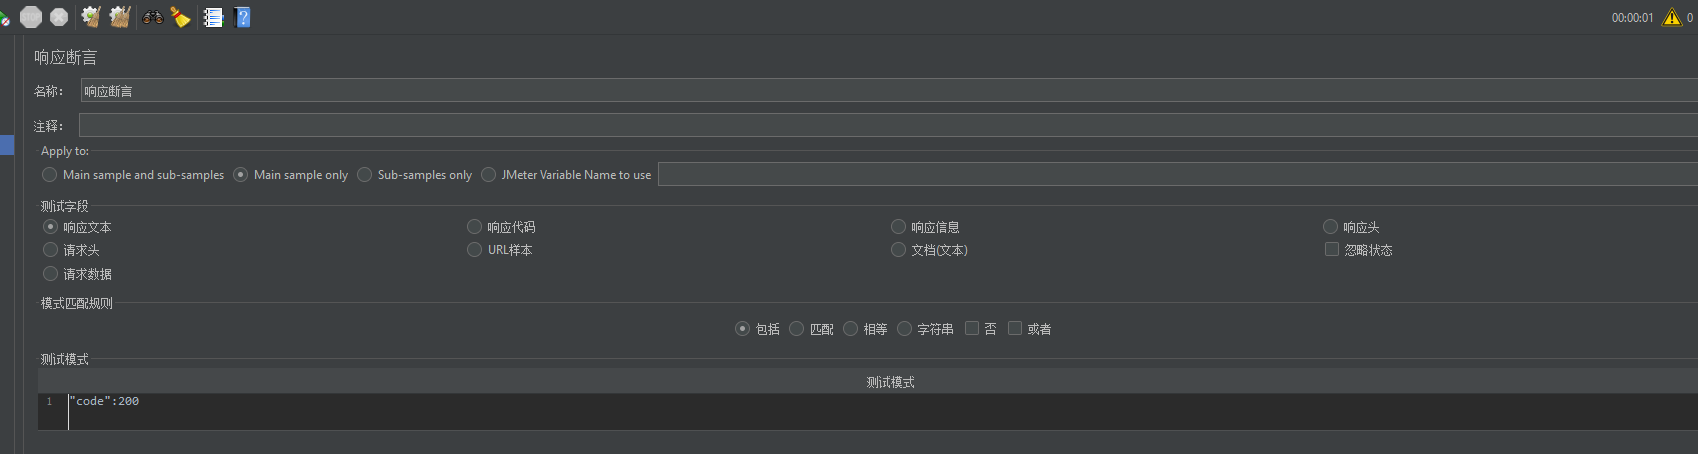 STOP
00:00:01 0
响应断言
名称： 响应断言
注释：
Apply to:
Main sample and sub-samples Main sample only Sub-samples only JMeter Variable Name to use
测试字段
响应文本 响应代码 响应信息 响应头
请求头 URL样本 文档(文本) 忽略状态
请求数据
模式匹配规则
包括 匹配 相等 字符串 否 或者
测试模式
测试模式
1 "code":200